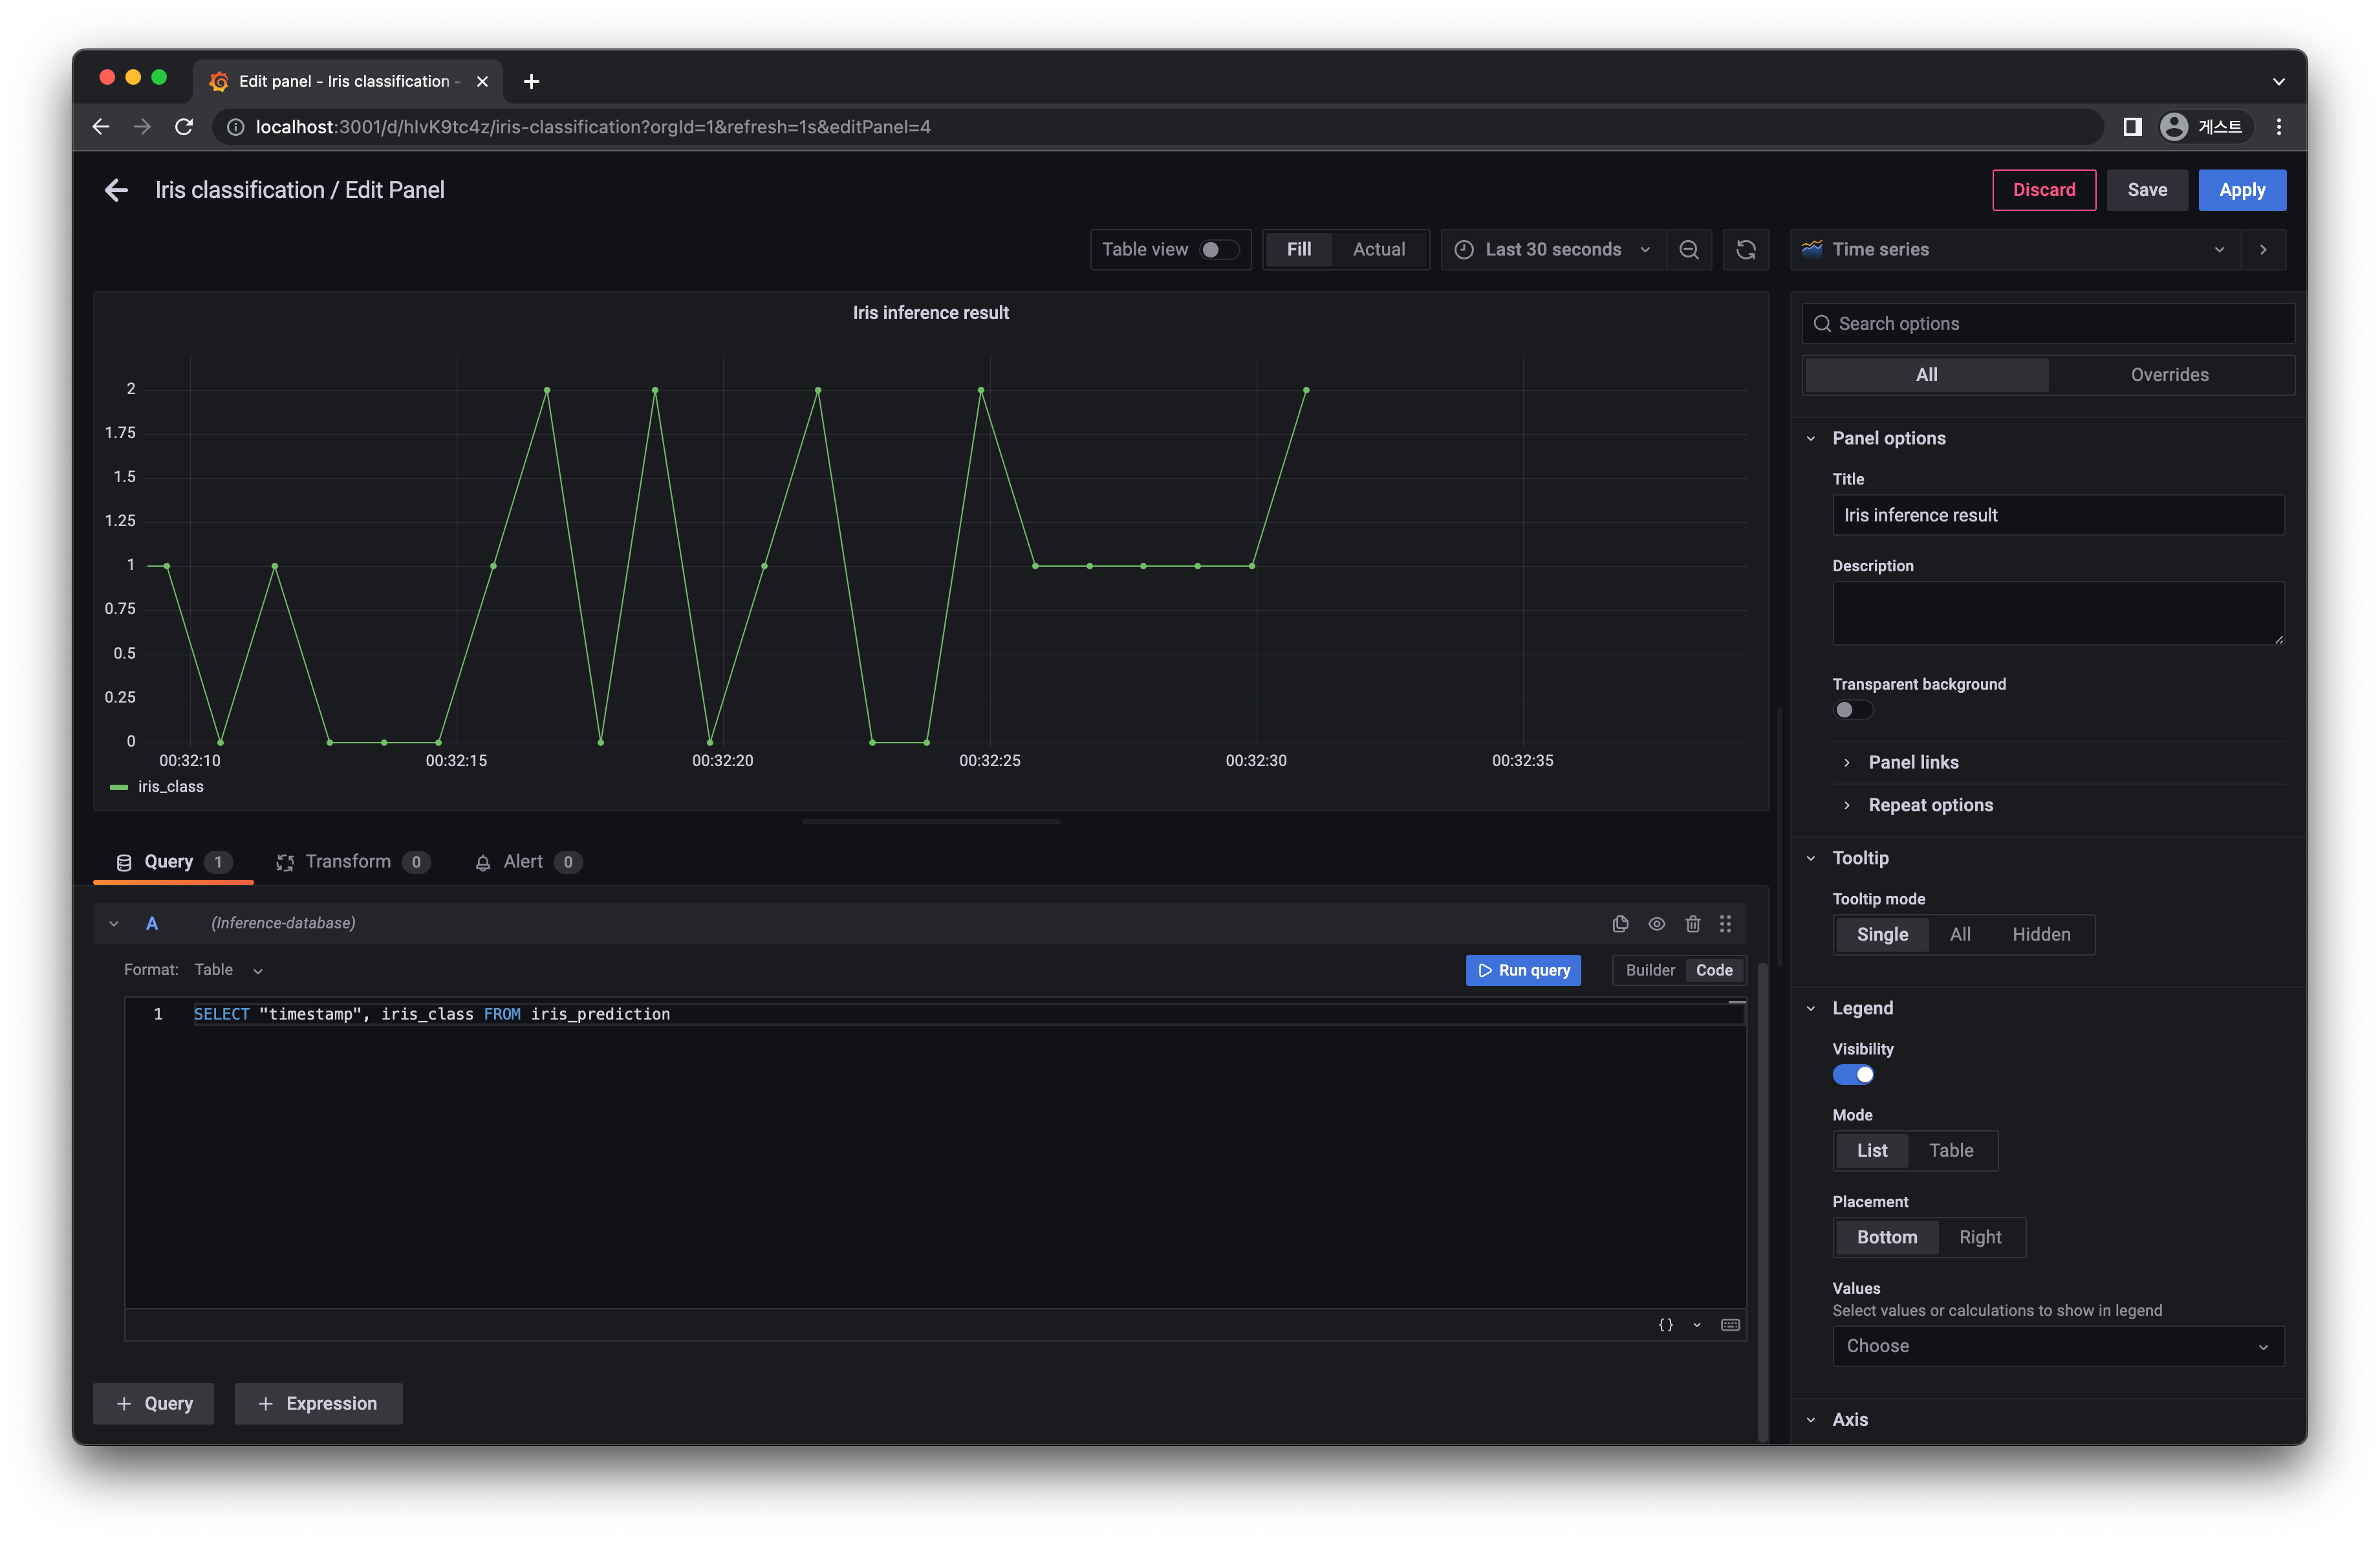 Edit panel - Iris classification -
localhost:3001/d/hIvK9tc4z/iris-classification?orgId=1&refresh=1s&editPanel=4
게스트
Iris classification / Edit Panel
Discard
Save
Apply
Table view
Fill
Actual
Last 30 seconds
Time series
Iris inference result
2
1.75
1.5
1.25
1
0.75
0.5
0.25
0
00:32:10
00:32:15
00:32:20
00:32:25
00:32:30
00:32:35
iris_class
Query 1
Transform 0
Alert 0
A
(Inference-database)
Format: Table
Run query
Builder
Code
1 SELECT "timestamp", iris_class FROM iris_prediction
{}
+ Query
+ Expression
Search options
All
Overrides
Panel options
Title
Iris inference result
Description
Transparent background
Panel links
Repeat options
Tooltip
Tooltip mode
Single
All
Hidden
Legend
Visibility
Mode
List
Table
Placement
Bottom
Right
Values
Select values or calculations to show in legend
Choose
Axis